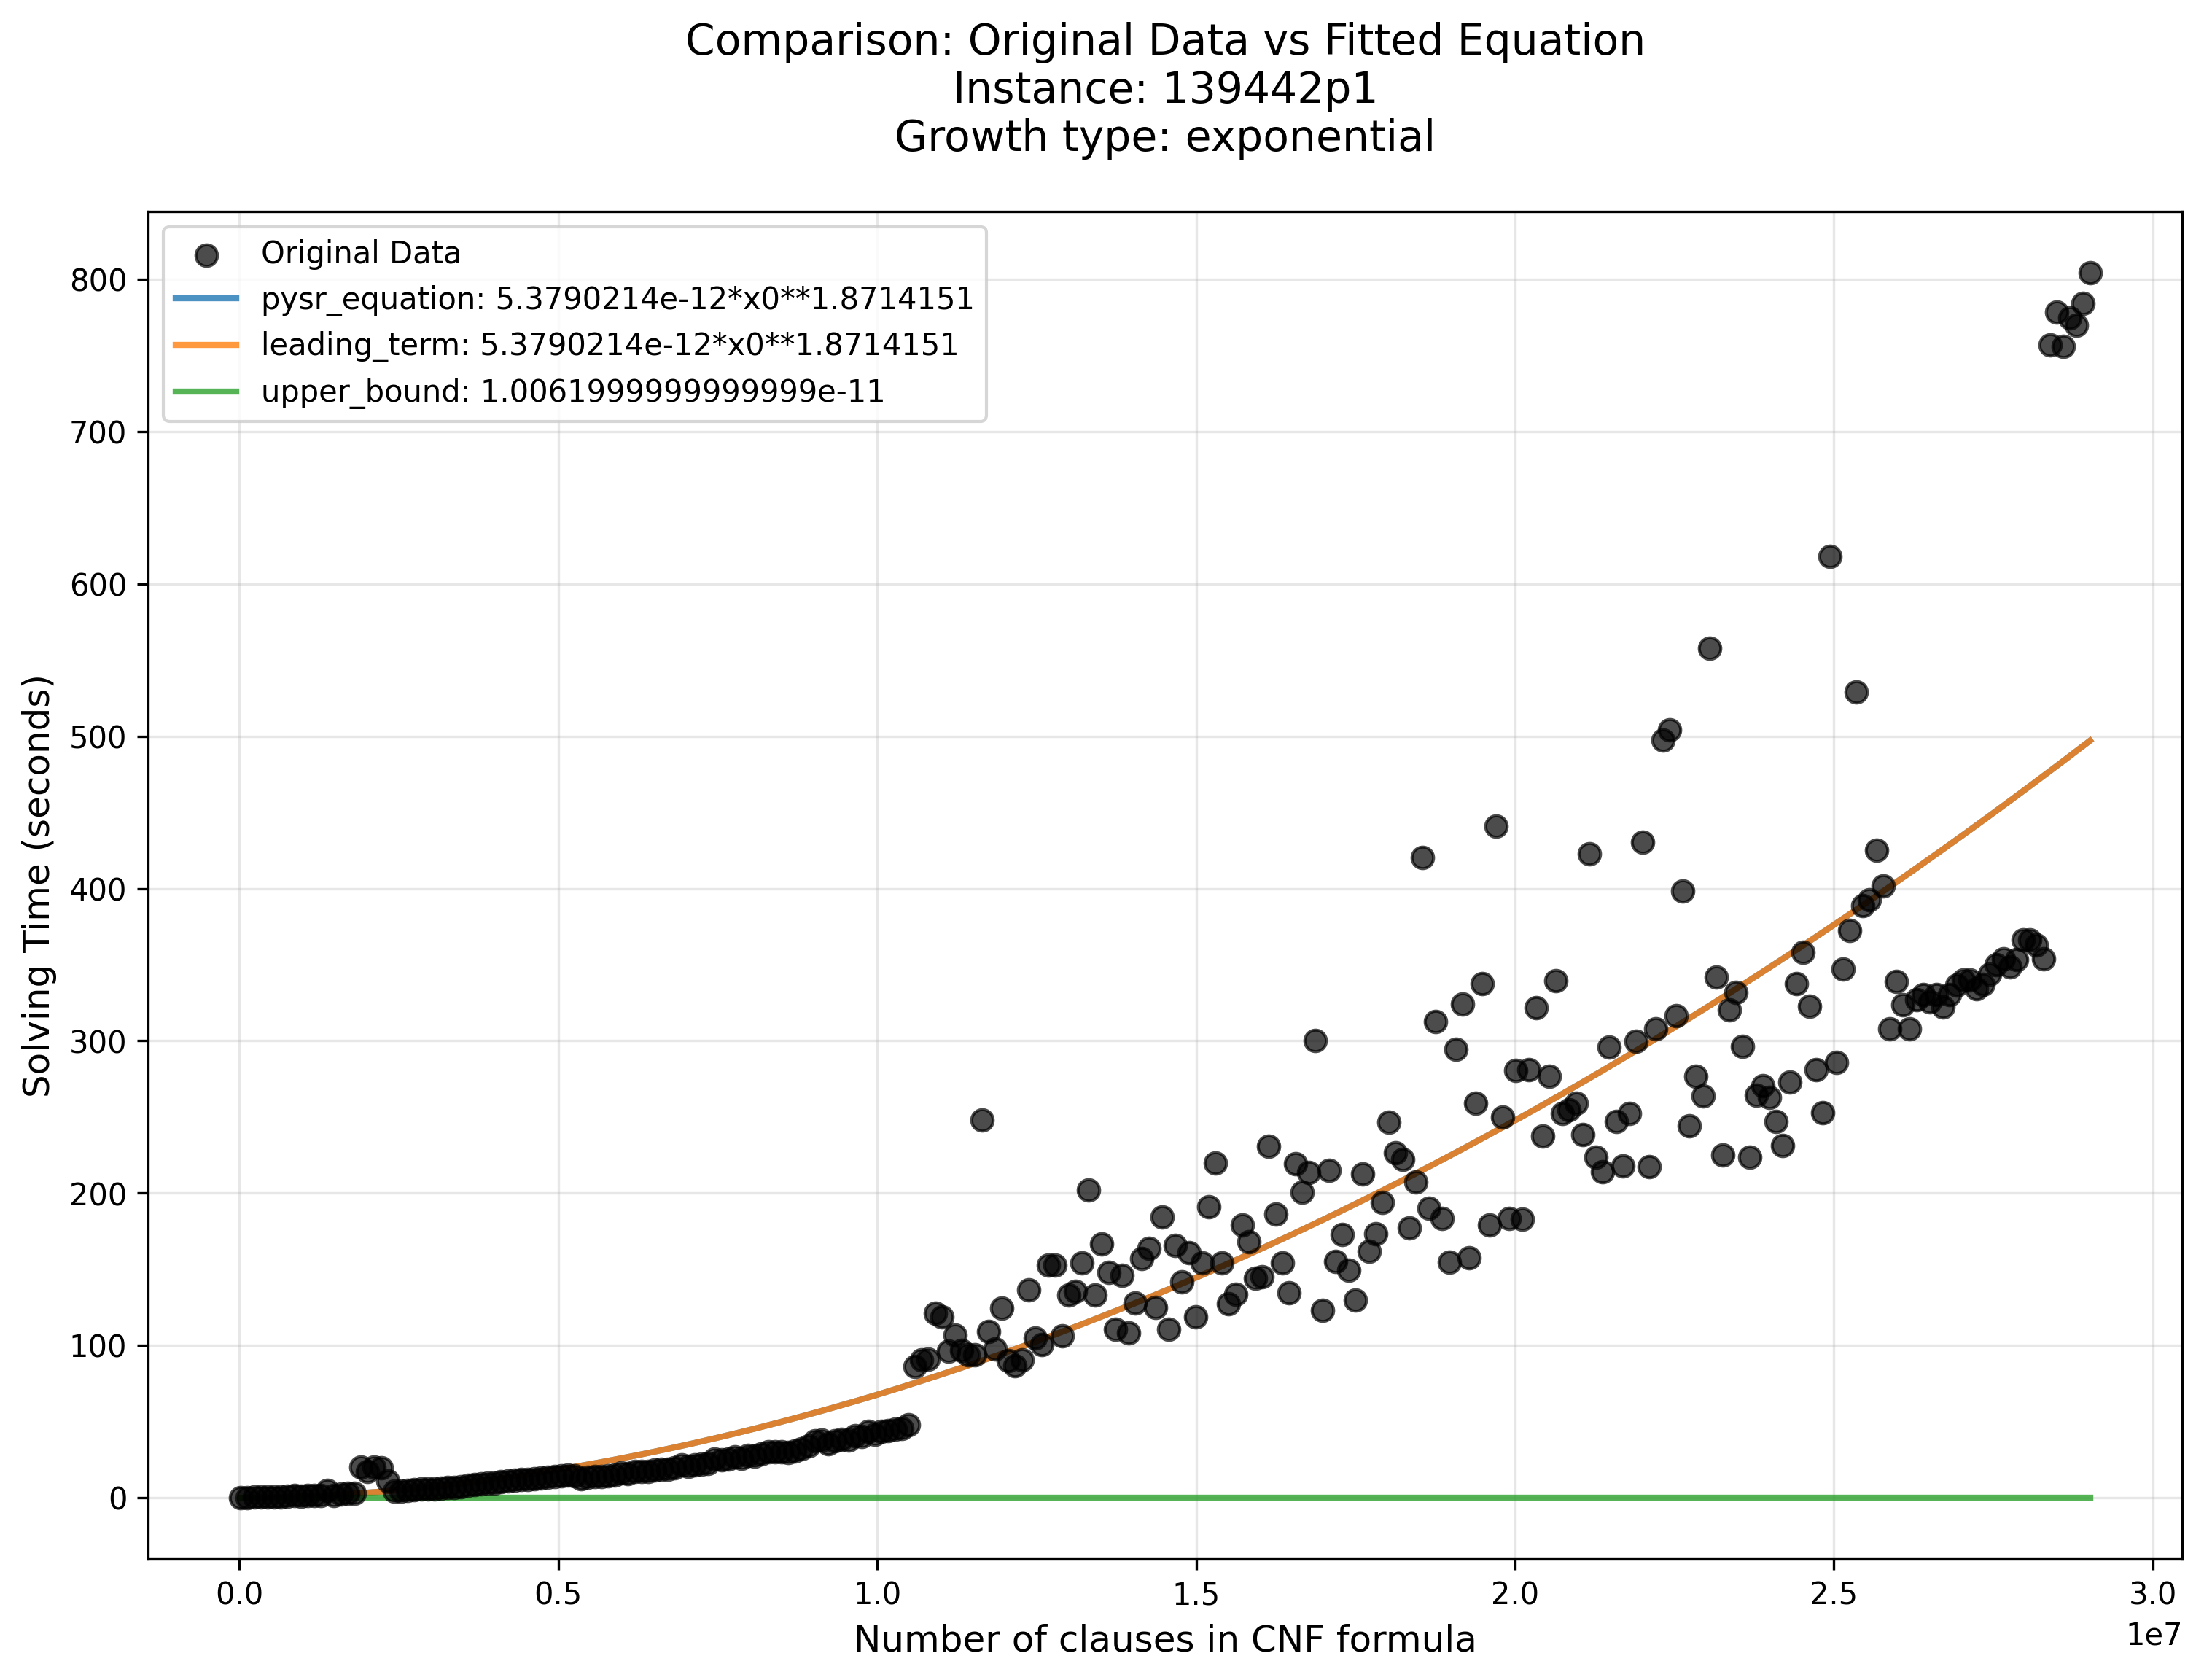 Comparison: Original Data vs Fitted Equation
Instance: 139442p1
Growth type: exponential
Original Data
pysr_equation: 5.3790214e-12*x0**1.8714151
leading_term: 5.3790214e-12*x0**1.8714151
upper_bound: 1.0061999999999999e-11
800
700
600
500
400
300
200
100
0
Solving Time (seconds)
0.0 0.5 1.0 1.5 2.0 2.5 3.0
1e7
Number of clauses in CNF formula